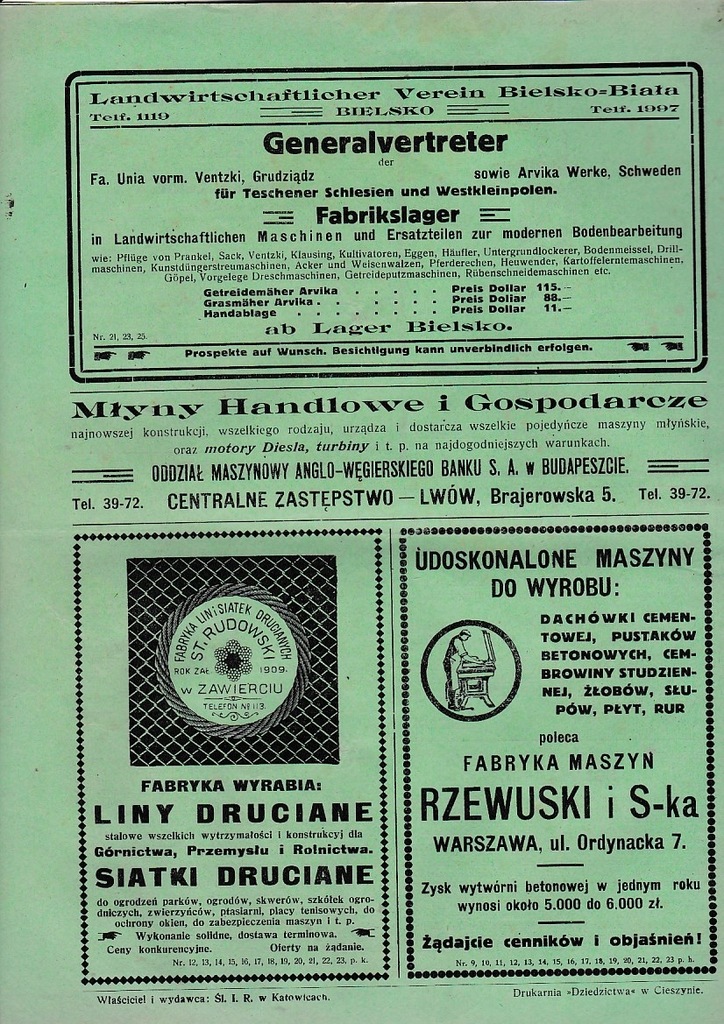 Landwirtschaftlicher Verein Bielsko=Biała
Telf. 1119 BIELSKO Telf. 1997
Generalvertreter
der
Fa. Unia vorm. Ventzki, Grudziądz sowie Arvika Werke, Schweden
für Teschener Schlesien und Westkleinpolen.
Fabrikslager
in Landwirtschaftlichen Maschinen und Ersatzteilen zur modernen Bodenbearbeitung
wie: Pflüge von Prankel, Sack, Ventzki, Klausing, Kultivatoren, Eggen, Häufler, Untergrundlockerer, Bodenmeissel, Drill-
maschinen, Kunstdüngerstreumaschinen, Acker und Weisenwalzen, Pferderechen, Heuwender, Kartoffelerntemaschinen,
Göpel, Vorgelege Dreschmaschinen, Getreideputzmaschinen, Rübenschneidemaschinen etc.
Getreidemäher Arvika . . . . . Preis Dollar 115.—
Grasmäher Arvika . . . . . . Preis Dollar 88.—
Handablage . . . . . . . Preis Dollar 11.—
ab Lager Bielsko.
Nr. 21, 23, 25.
Prospekte auf Wunsch. Besichtigung kann unverbindlich erfolgen.
Młyny Handlowe i Gospodarcze
najnowszej konstrukcji, wszelkiego rodzaju, urządza i dostarcza wszelkie pojedyńcze maszyny młyńskie,
oraz motory Diesla, turbiny i t. p. na najdogodniejszych warunkach.
ODDZIAŁ MASZYNOWY ANGLO-WĘGIERSKIEGO BANKU S. A. w BUDAPESZCIE.
Tel. 39-72. CENTRALNE ZASTĘPSTWO — LWÓW, Brajerowska 5. Tel. 39-72.
FABRYKA LIN i SIATEK DRUCIANYCH
ST. RUDOWSKI
ROK ZAŁ. 1909.
w ZAWIERCIU
TELEFON № 113.
FABRYKA WYRABIA:
LINY DRUCIANE
stalowe wszelkich wytrzymałości i konstrukcyj dla
Górnictwa, Przemysłu i Rolnictwa.
SIATKI DRUCIANE
do ogrodzeń parków, ogrodów, skwerów, szkółek ogro-
dniczych, zwierzyńców, ptasiarni, placy tenisowych, do
ochrony okien, do zabezpieczenia maszyn i t. p.
Wykonanie solidne, dostawa terminowa.
Ceny konkurencyjne. Oferty na żądanie.
Nr. 12, 13, 14, 15, 16, 17, 18, 19, 20, 21, 22, 23, p. k.
UDOSKONALONE MASZYNY
DO WYROBU:
DACHÓWKI CEMEN-
TOWEJ, PUSTAKÓW
BETONOWYCH, CEM-
BROWINY STUDZIEN-
NEJ, ŻŁOBÓW, SŁU-
PÓW, PŁYT, RUR
poleca
FABRYKA MASZYN
RZEWUSKI i S-ka
WARSZAWA, ul. Ordynacka 7.
Zysk wytwórni betonowej w jednym roku
wynosi około 5.000 do 6.000 zł.
Żądajcie cenników i objaśnień!
Nr. 9, 10, 11, 12, 13, 14, 15, 16, 17, 18, 19, 20, 21, 22, 23 p. h.
Właściciel i wydawca: Śl. I. R. w Katowicach.
Drukarnia »Dziedzictwa« w Cieszynie.